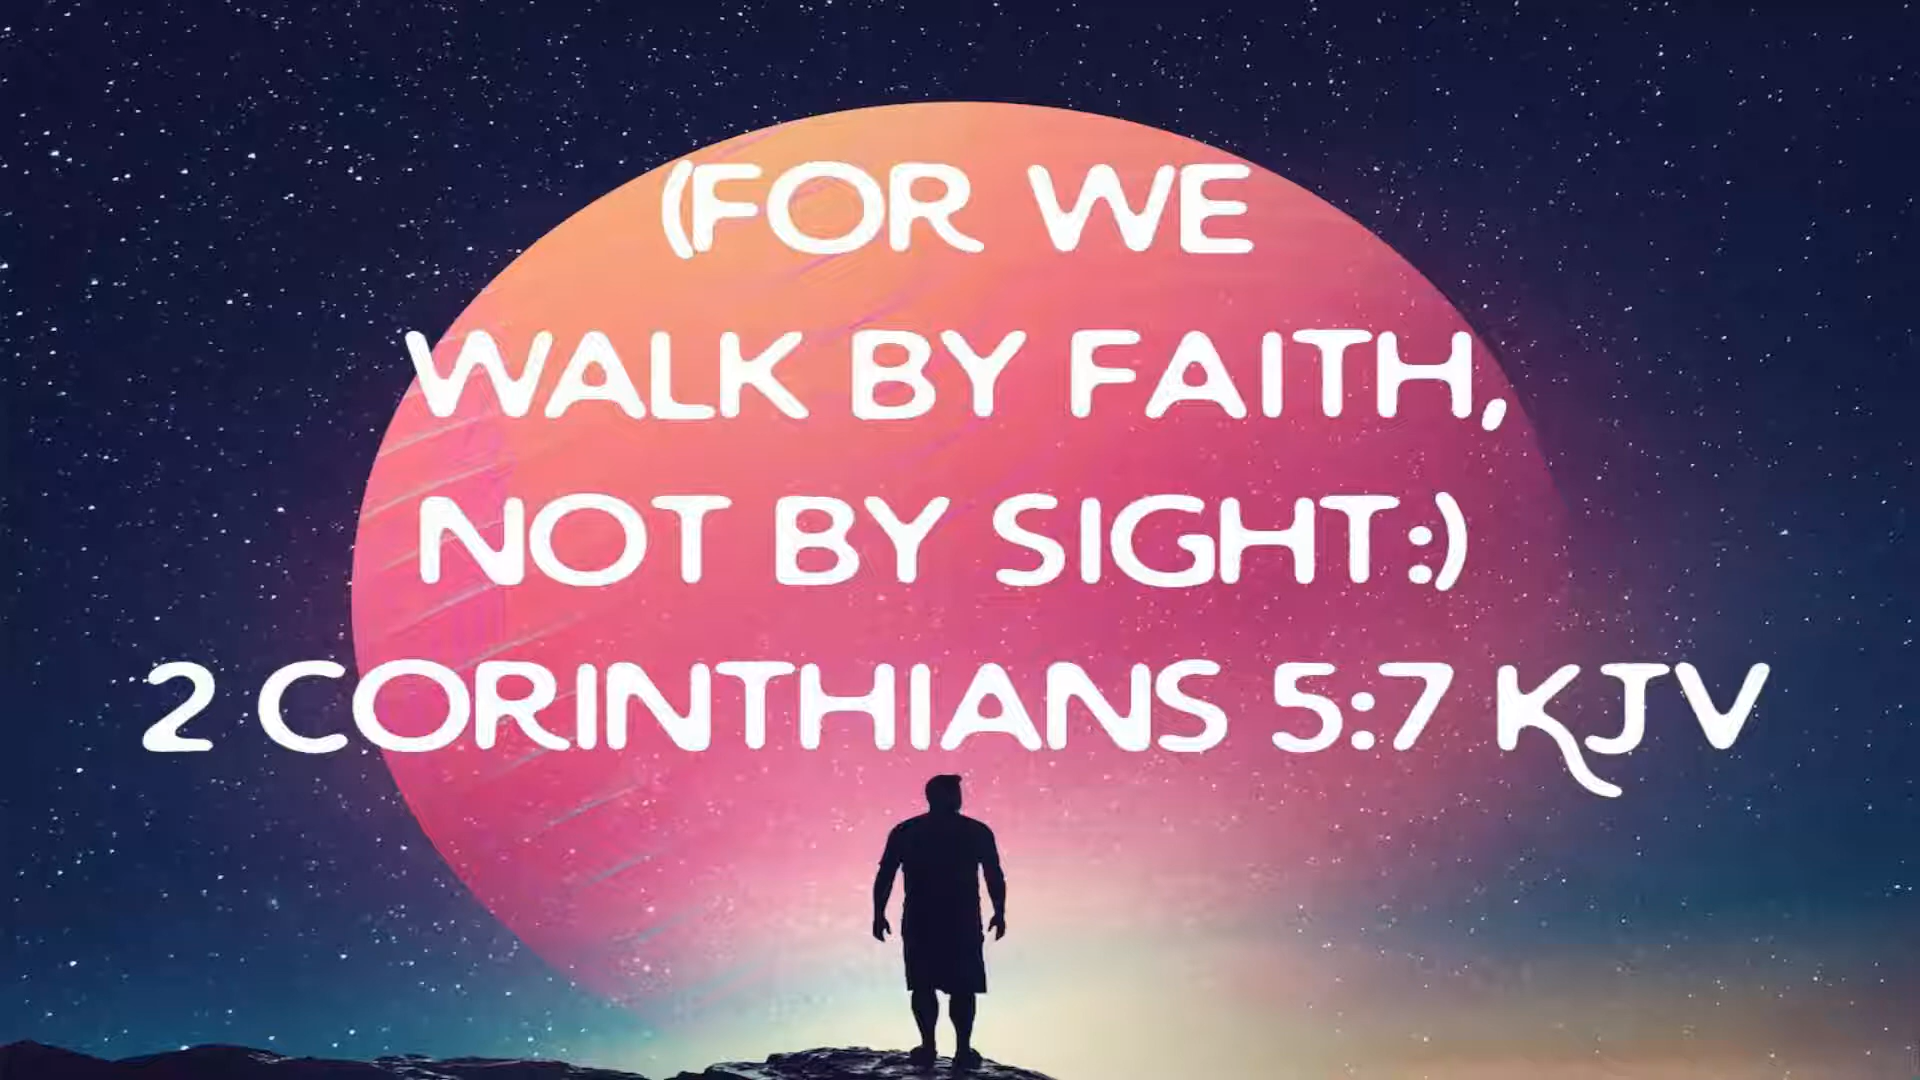 (FOR WE
WALK BY FAITH,
NOT BY SIGHT:)
2 CORINTHIANS 5:7 KJV